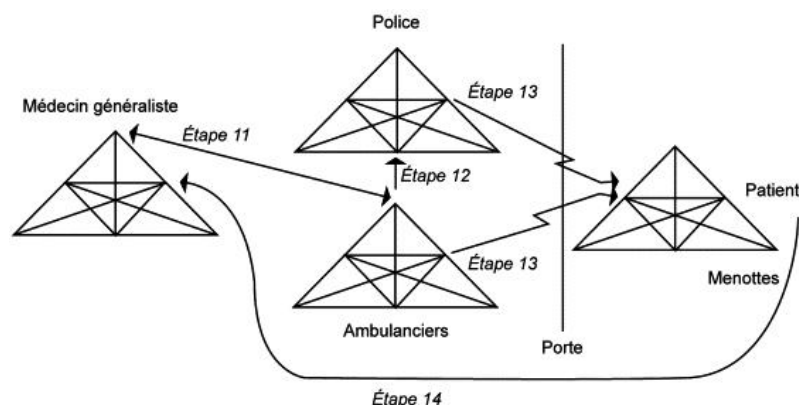 Police
Étape 13
Médecin généraliste
Étape 11
Étape 12
Patient
Étape 13
Menottes
Ambulanciers
Porte
Étape 14